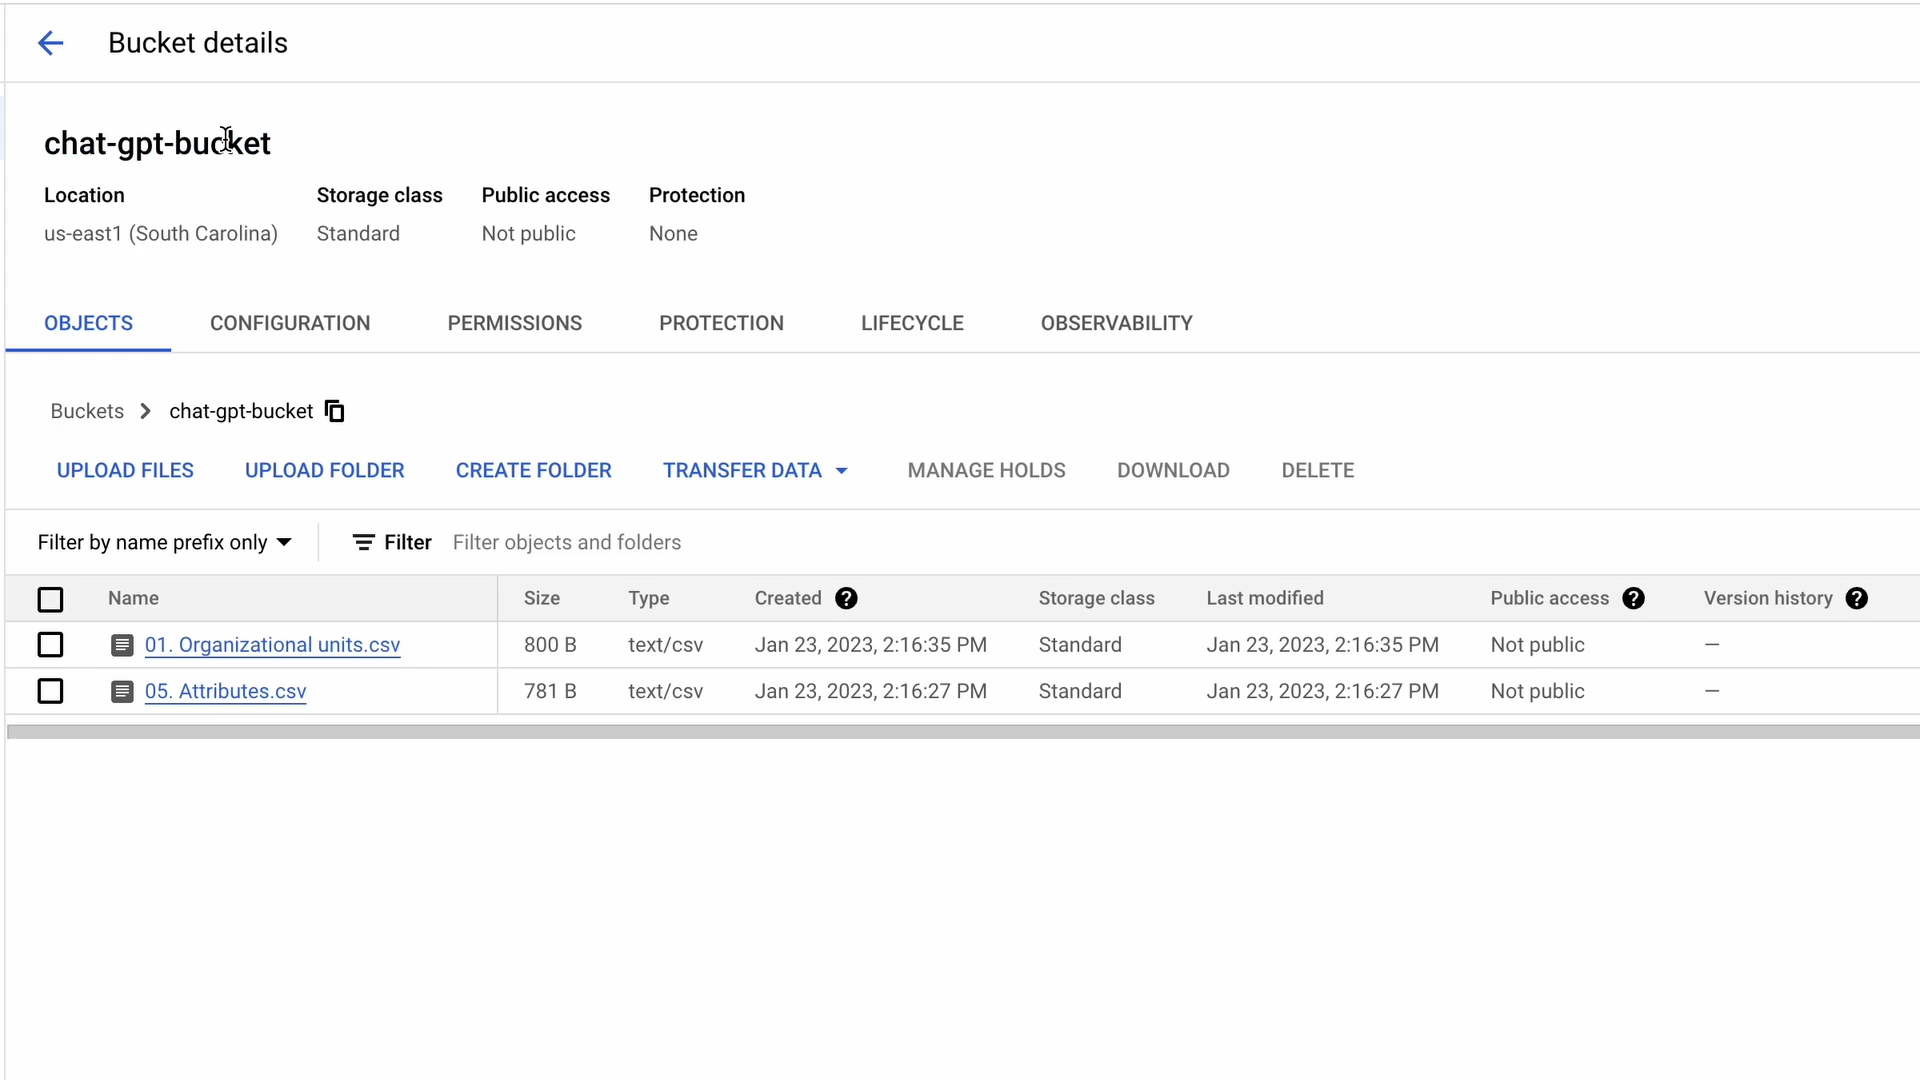 Bucket details
chat-gpt-bucket
Location Storage class Public access Protection
us-east1 (South Carolina) Standard Not public None
OBJECTS CONFIGURATION PERMISSIONS PROTECTION LIFECYCLE OBSERVABILITY
Buckets chat-gpt-bucket
UPLOAD FILES UPLOAD FOLDER CREATE FOLDER TRANSFER DATA MANAGE HOLDS DOWNLOAD DELETE
Filter by name prefix only Filter Filter objects and folders
Name Size Type Created ? Storage class Last modified Public access ? Version history ?
01. Organizational units.csv 800 B text/csv Jan 23, 2023, 2:16:35 PM Standard Jan 23, 2023, 2:16:35 PM Not public —
05. Attributes.csv 781 B text/csv Jan 23, 2023, 2:16:27 PM Standard Jan 23, 2023, 2:16:27 PM Not public —